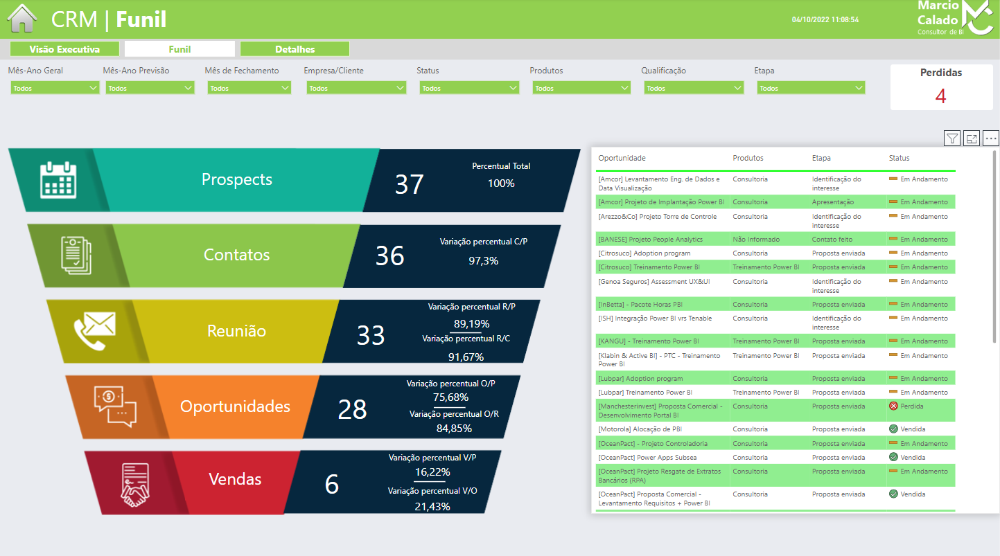 CRM | Funil
04/10/2022 11:08:54
Marcio
Calado
Consultor de BI
Visão Executiva
Funil
Detalhes
Mês-Ano Geral
Mês-Ano Previsão
Mês de Fechamento
Empresa/Cliente
Status
Produtos
Qualificação
Etapa
Todos
Todos
Todos
Todos
Todos
Todos
Todos
Todos
Perdidas
4
Prospects
37
Percentual Total
100%
Contatos
36
Variação percentual C/P
97,3%
Reunião
33
Variação percentual R/P
89,19%
Variação percentual R/C
91,67%
Oportunidades
28
Variação percentual O/P
75,68%
Variação percentual O/R
84,85%
Vendas
6
Variação percentual V/P
16,22%
Variação percentual V/O
21,43%
Oportunidade Produtos Etapa Status
[Amcor] Levantamento Eng. de Dados e Consultoria Identificação do Em Andamento
Data Visualização interesse
[Amcor] Projeto de Implantação Power BI Consultoria Apresentação Em Andamento
[Arezzo&Co] Projeto Torre de Controle Consultoria Identificação do Em Andamento
interesse
[BANESE] Projeto People Analytics Não Informado Contato feito Em Andamento
[Citrosuco] Adoption program Consultoria Proposta enviada Em Andamento
[Citrosuco] Treinamento Power BI Treinamento Power BI Proposta enviada Em Andamento
[Genoa Seguros] Assessment UX&UI Consultoria Identificação do Em Andamento
interesse
[InBetta] - Pacote Horas PBI Consultoria Proposta enviada Em Andamento
[ISH] Integração Power BI vrs Tenable Consultoria Identificação do Em Andamento
interesse
[KANGU] - Treinamento Power BI Treinamento Power BI Proposta enviada Em Andamento
[Klabin & Active BI] - PTC - Treinamento Treinamento Power BI Proposta enviada Em Andamento
Power BI
[Lubpar] Adoption program Consultoria Proposta enviada Em Andamento
[Lubpar] Treinamento Power BI Treinamento Power BI Proposta enviada Em Andamento
[Manchesterinvest] Proposta Comercial - Consultoria Proposta enviada Perdida
Desenvolvimento Portal BI
[Motorola] Alocação de PBI Consultoria Proposta enviada Vendida
[OceanPact] - Projeto Controladoria Consultoria Proposta enviada Em Andamento
[OceanPact] Power Apps Subsea Consultoria Proposta enviada Vendida
[OceanPact] Projeto Resgate de Extratos Consultoria Proposta enviada Em Andamento
Bancários (RPA)
[OceanPact] Proposta Comercial - Consultoria Proposta enviada Vendida
Levantamento Requisitos + Power BI